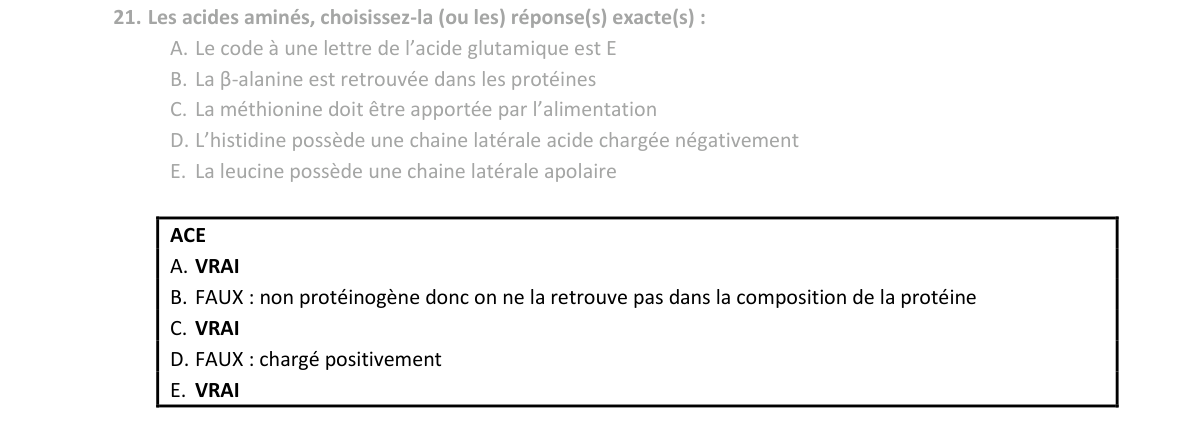 21. Les acides aminés, choisissez-la (ou les) réponse(s) exacte(s) :
A. Le code à une lettre de l’acide glutamique est E
B. La β-alanine est retrouvée dans les protéines
C. La méthionine doit être apportée par l’alimentation
D. L’histidine possède une chaine latérale acide chargée négativement
E. La leucine possède une chaine latérale apolaire
ACE
A. VRAI
B. FAUX : non protéinogène donc on ne la retrouve pas dans la composition de la protéine
C. VRAI
D. FAUX : chargé positivement
E. VRAI